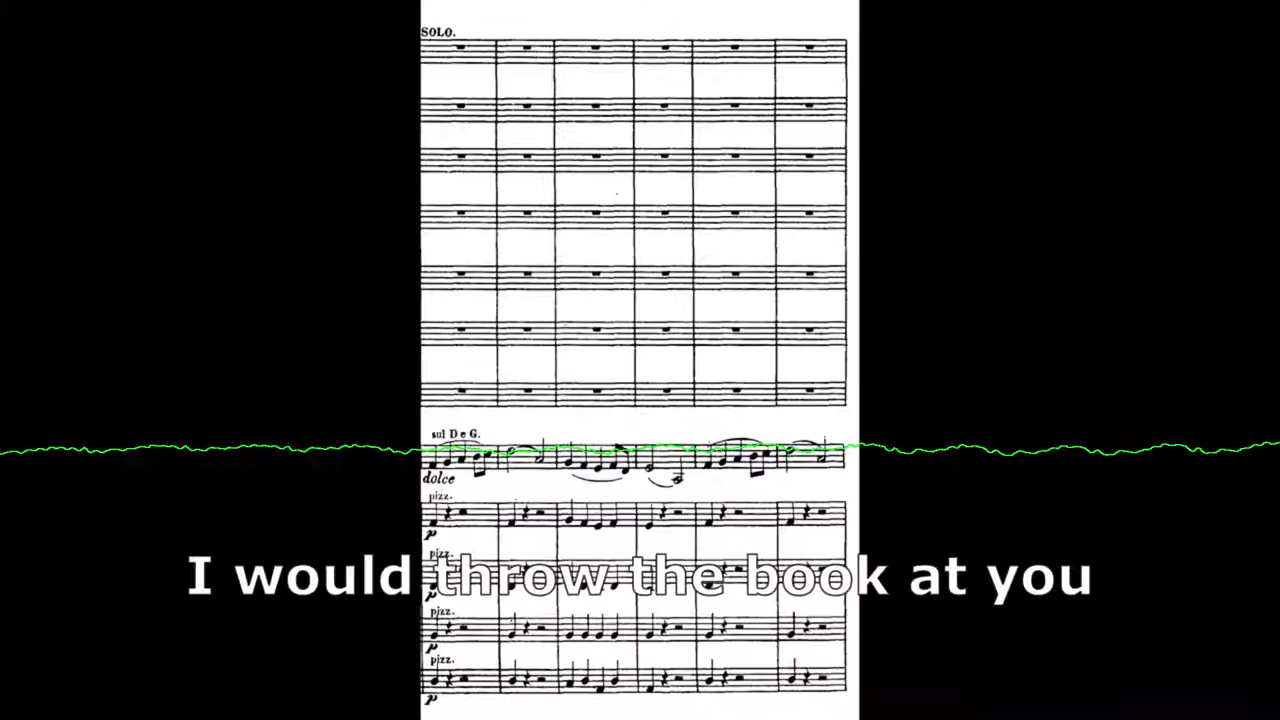 SOLO.
sul D e G.
dolce
pizz.
p
pizz.
p
I would throw the book at you
pizz.
p
pizz.
p